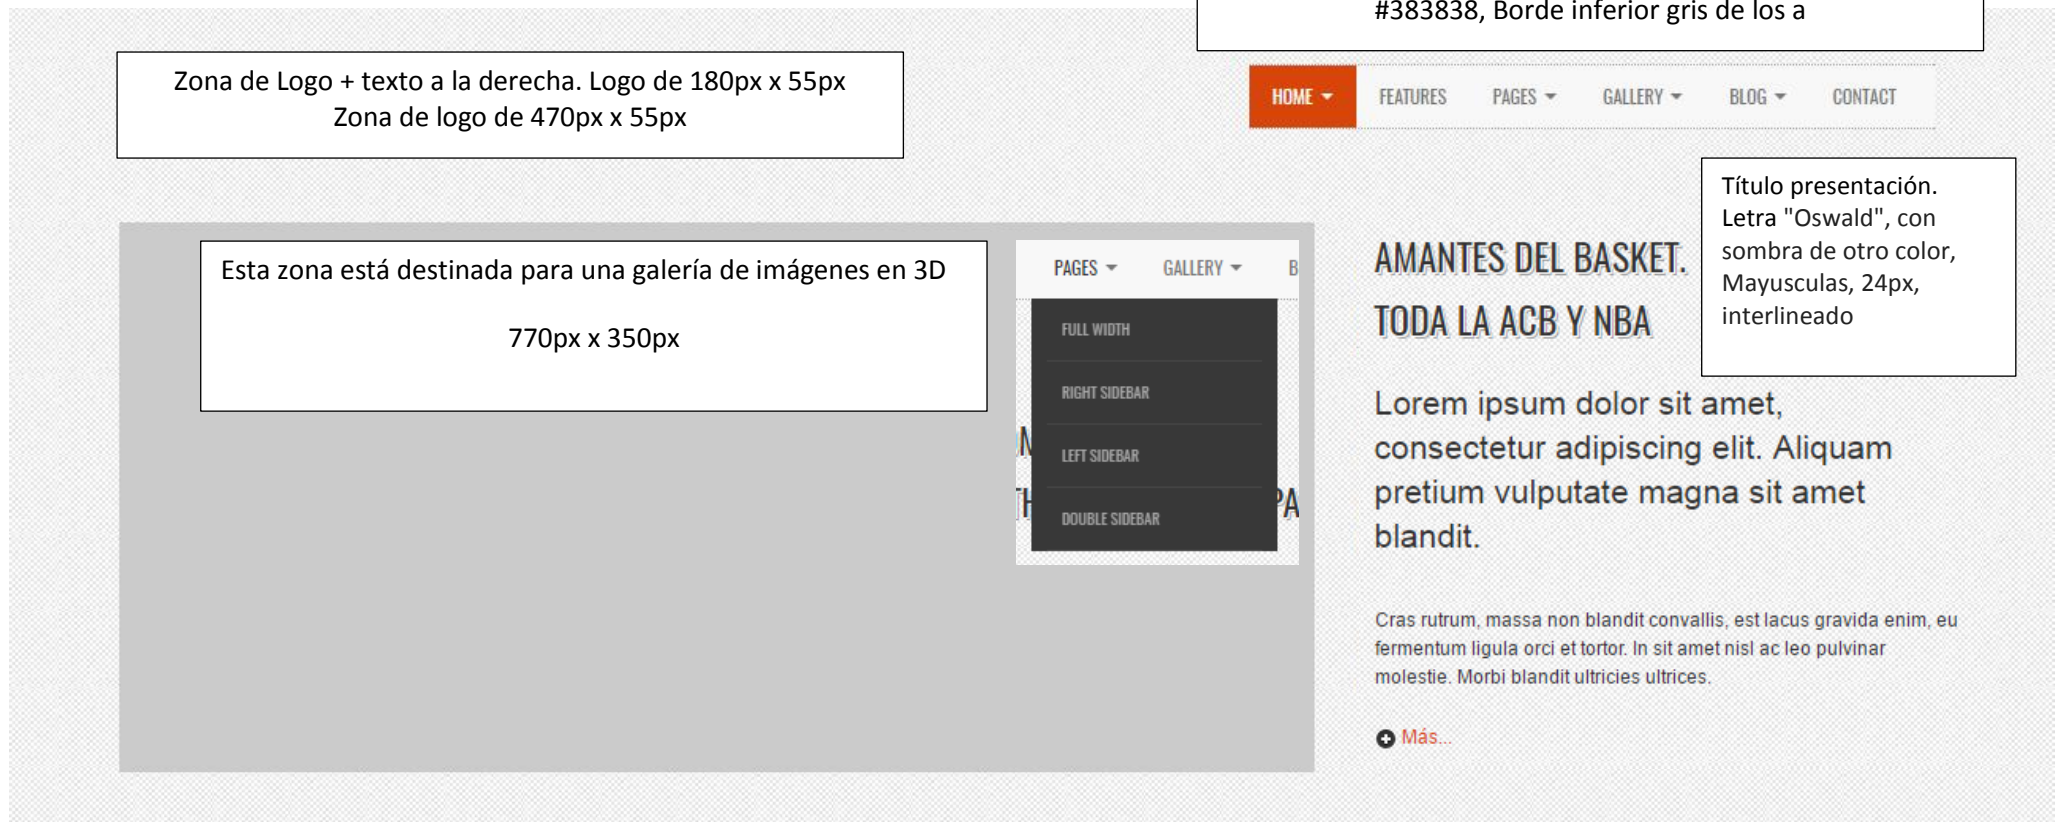 #383838, Borde inferior gris de los a
Zona de Logo + texto a la derecha. Logo de 180px x 55px
Zona de logo de 470px x 55px
HOME
FEATURES
PAGES
GALLERY
BLOG
CONTACT
Título presentación.
Letra "Oswald", con
sombra de otro color,
Mayusculas, 24px,
interlineado
Esta zona está destinada para una galería de imágenes en 3D
770px x 350px
PAGES
GALLERY
B
FULL WIDTH
RIGHT SIDEBAR
LEFT SIDEBAR
DOUBLE SIDEBAR
PA
AMANTES DEL BASKET.
TODA LA ACB Y NBA
Lorem ipsum dolor sit amet,
consectetur adipiscing elit. Aliquam
pretium vulputate magna sit amet
blandit.
Cras rutrum, massa non blandit convallis, est lacus gravida enim, eu
fermentum ligula orci et tortor. In sit amet nisl ac leo pulvinar
molestie. Morbi blandit ultricies ultrices.
Más...